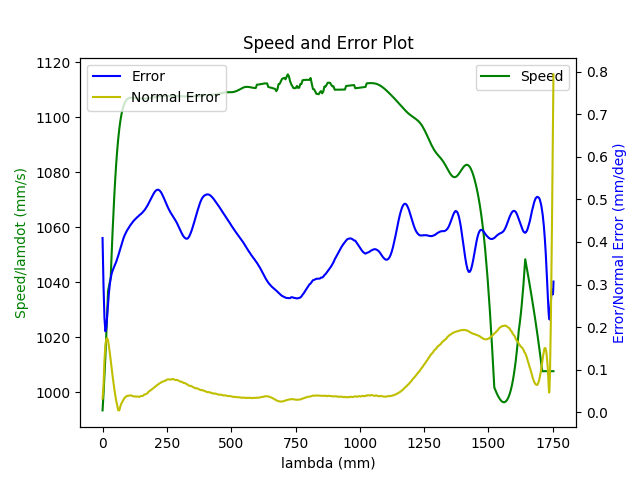 Speed and Error Plot
Error
Normal Error
Speed
1120
1100
1080
1060
1040
1020
1000
Speed/lamdot (mm/s)
0.8
0.7
0.6
0.5
0.4
0.3
0.2
0.1
0.0
Error/Normal Error (mm/deg)
0 250 500 750 1000 1250 1500 1750
lambda (mm)